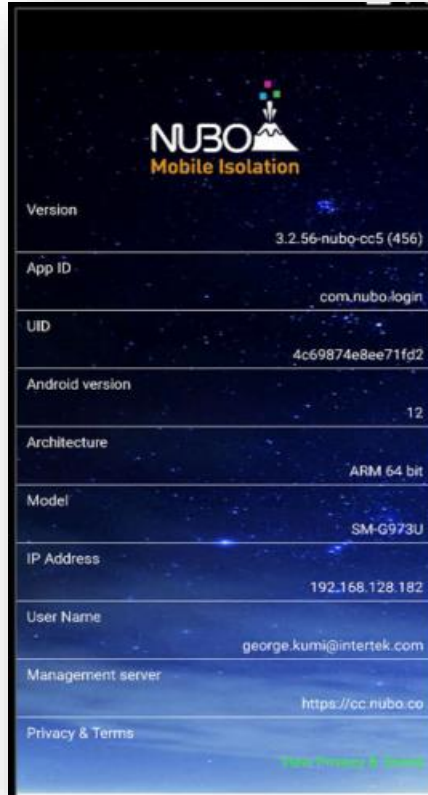 NUBO
Mobile Isolation
Version
3.2.56-nubo-cc5 (456)
App ID
com.nubo.login
UID
4c69874e8ee71fd2
Android version
12
Architecture
ARM 64 bit
Model
SM-G973U
IP Address
192.168.128.182
User Name
george.kumi@intertek.com
Management server
https://cc.nubo.co
Privacy & Terms
Privacy &